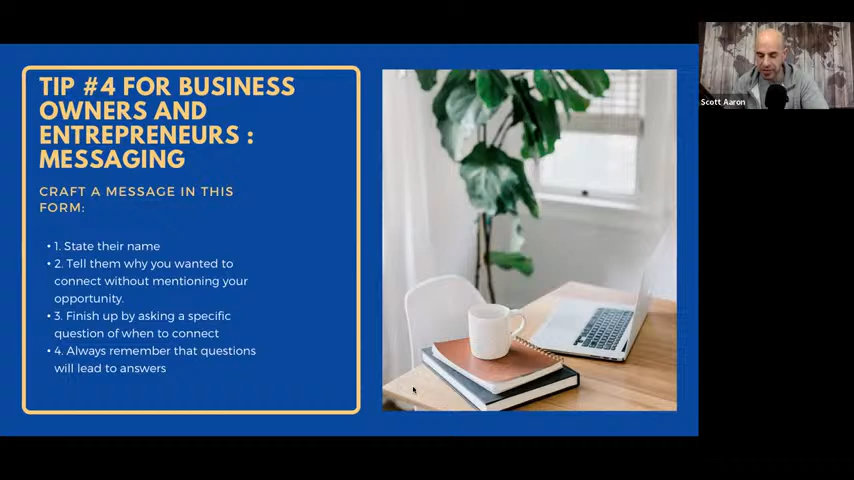 TIP #4 FOR BUSINESS
OWNERS AND
ENTREPRENEURS :
MESSAGING
CRAFT A MESSAGE IN THIS
FORM:
• 1. State their name
• 2. Tell them why you wanted to
connect without mentioning your
opportunity.
• 3. Finish up by asking a specific
question of when to connect
• 4. Always remember that questions
will lead to answers
Scott Aaron